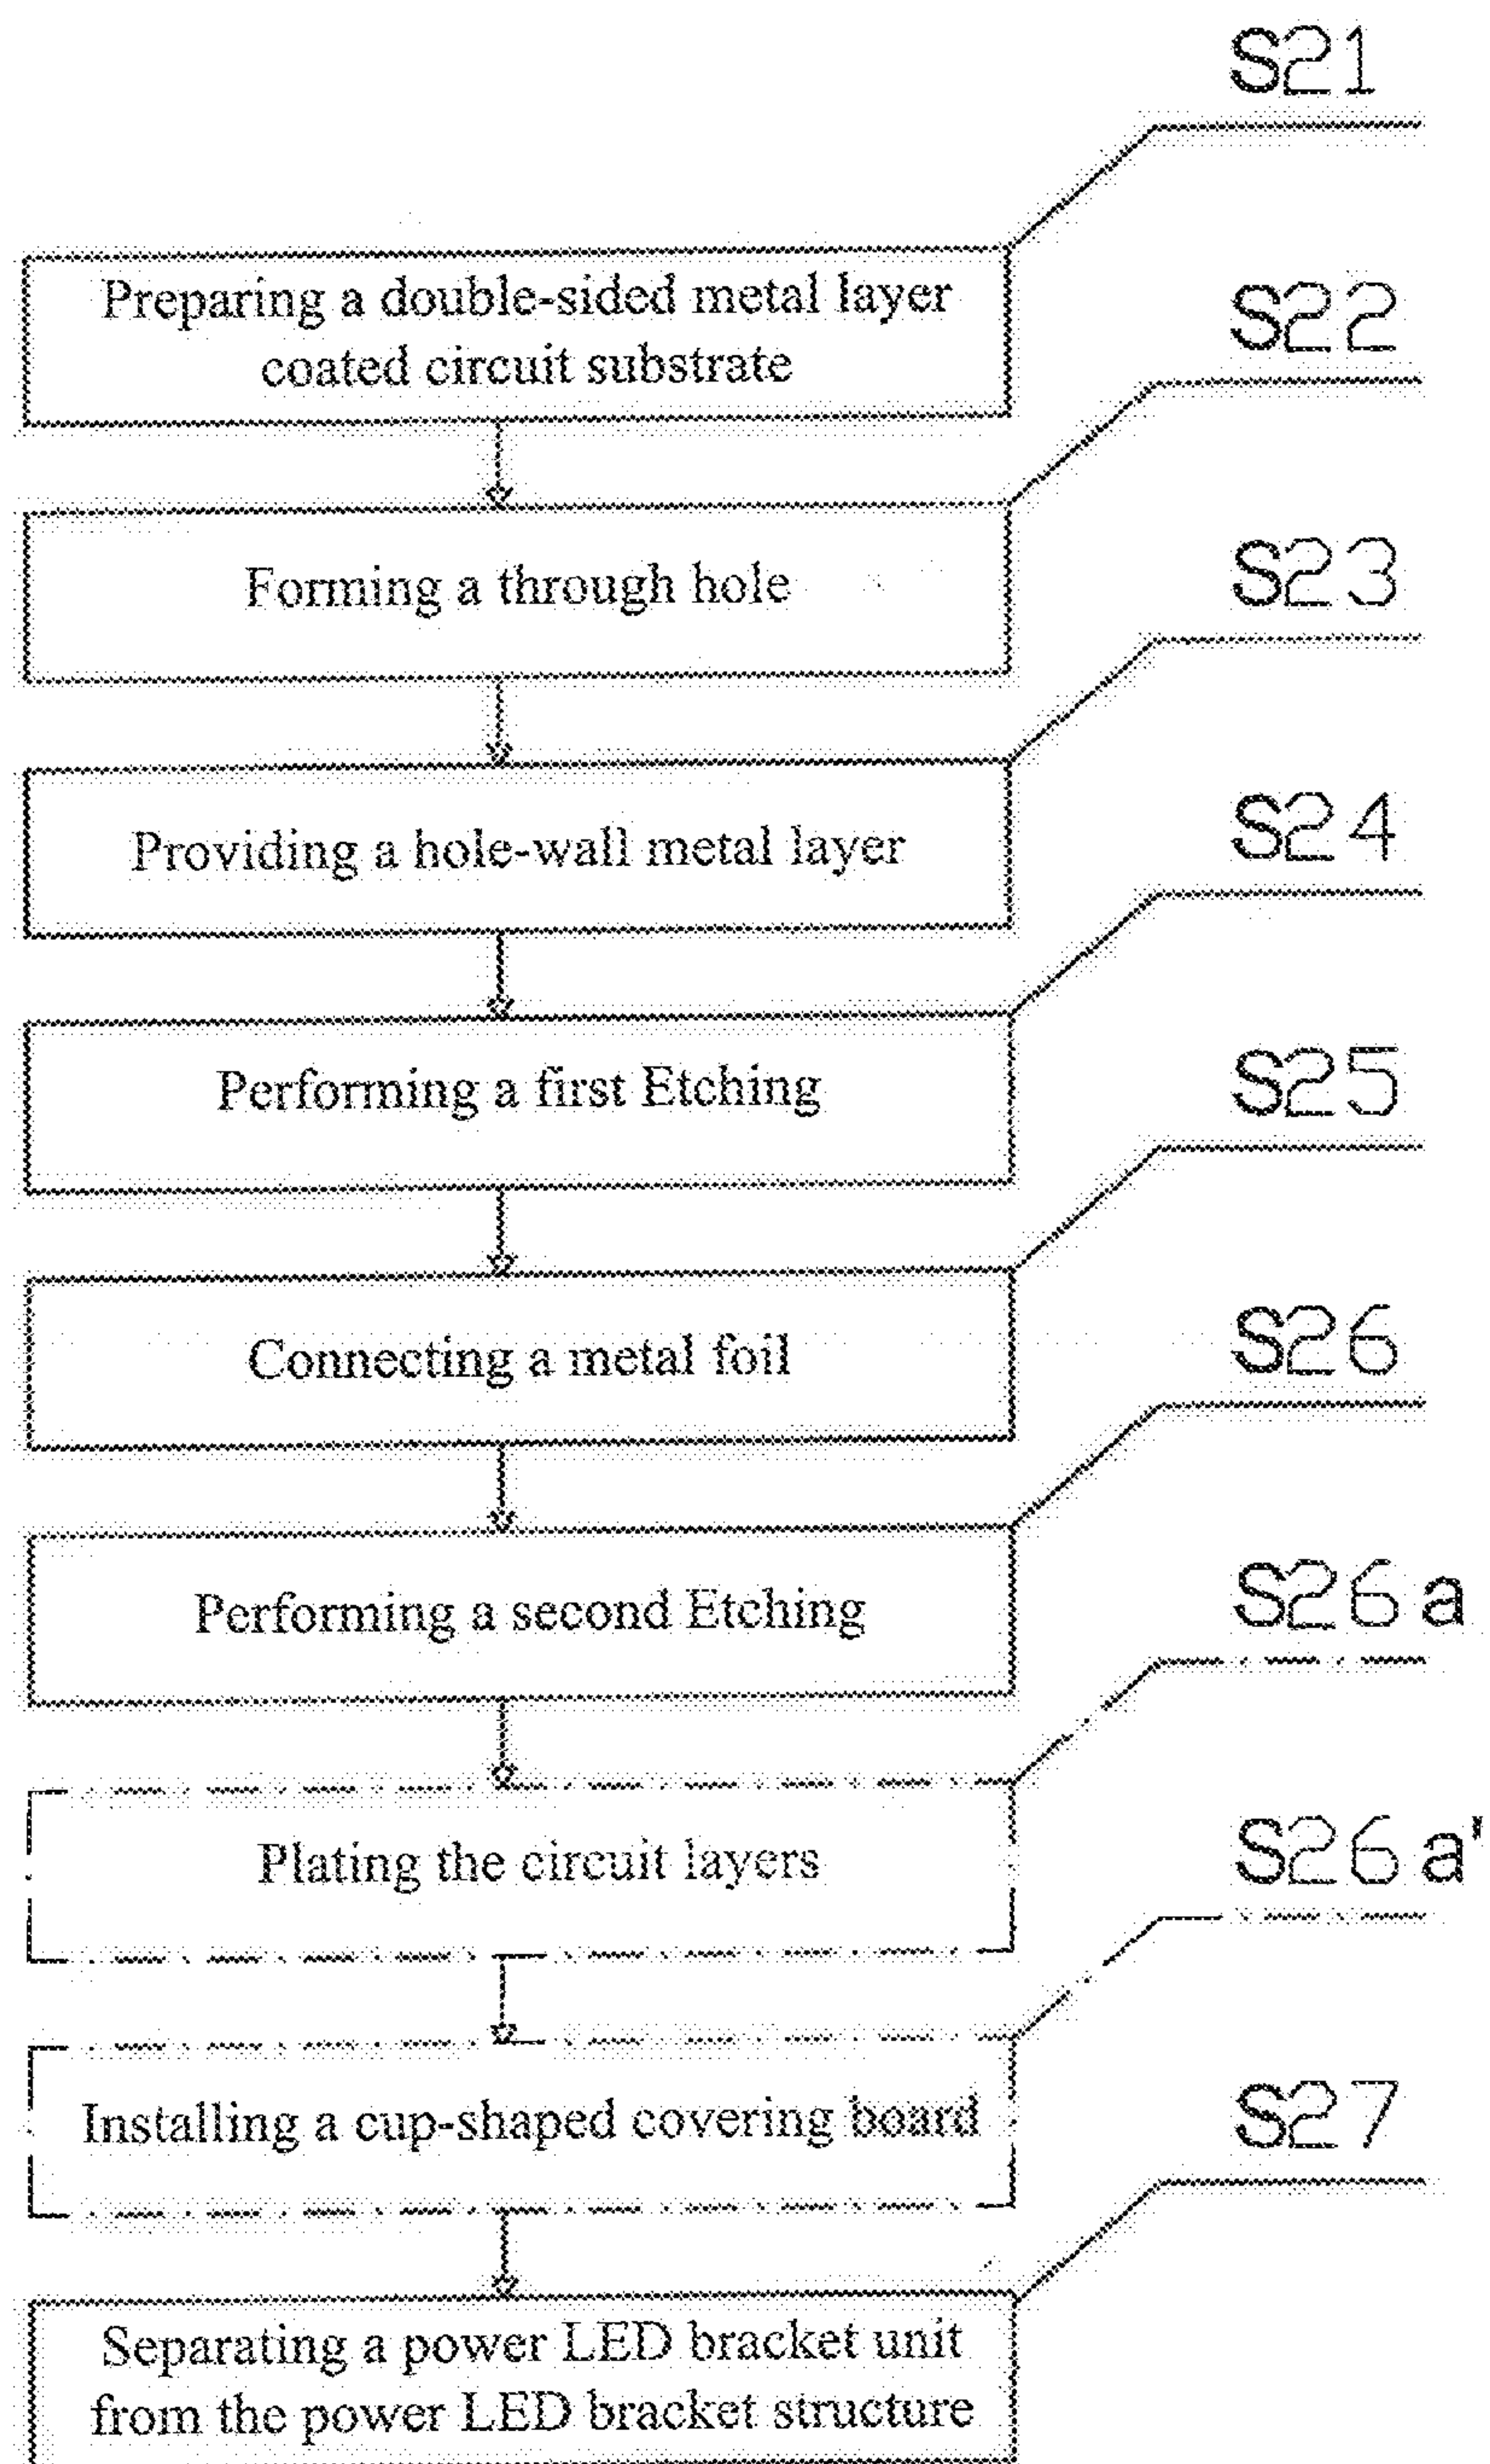 S21
Preparing a double-sided metal layer
coated circuit substrate
S22
Forming a through hole
S23
Providing a hole-wall metal layer
S24
Performing a first Etching
S25
Connecting a metal foil
S26
Performing a second Etching
S26a
Plating the circuit layers
S26a'
Installing a cup-shaped covering board
S27
Separating a power LED bracket unit
from the power LED bracket structure